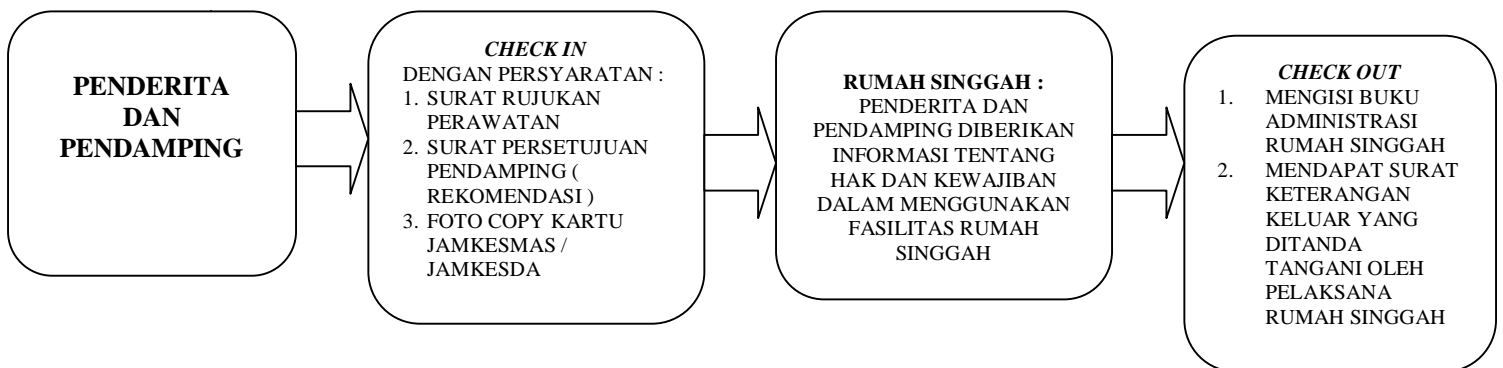 PENDERITA
DAN
PENDAMPING
CHECK IN
DENGAN PERSYARATAN :
1. SURAT RUJUKAN
PERAWATAN
2. SURAT PERSETUJUAN
PENDAMPING (
REKOMENDASI )
3. FOTO COPY KARTU
JAMKESMAS /
JAMKESDA
RUMAH SINGGAH :
PENDERITA DAN
PENDAMPING DIBERIKAN
INFORMASI TENTANG
HAK DAN KEWAJIBAN
DALAM MENGGUNAKAN
FASILITAS RUMAH
SINGGAH
CHECK OUT
1. MENGISI BUKU
ADMINISTRASI
RUMAH SINGGAH
2. MENDAPAT SURAT
KETERANGAN
KELUAR YANG
DITANDA
TANGANI OLEH
PELAKSANA
RUMAH SINGGAH